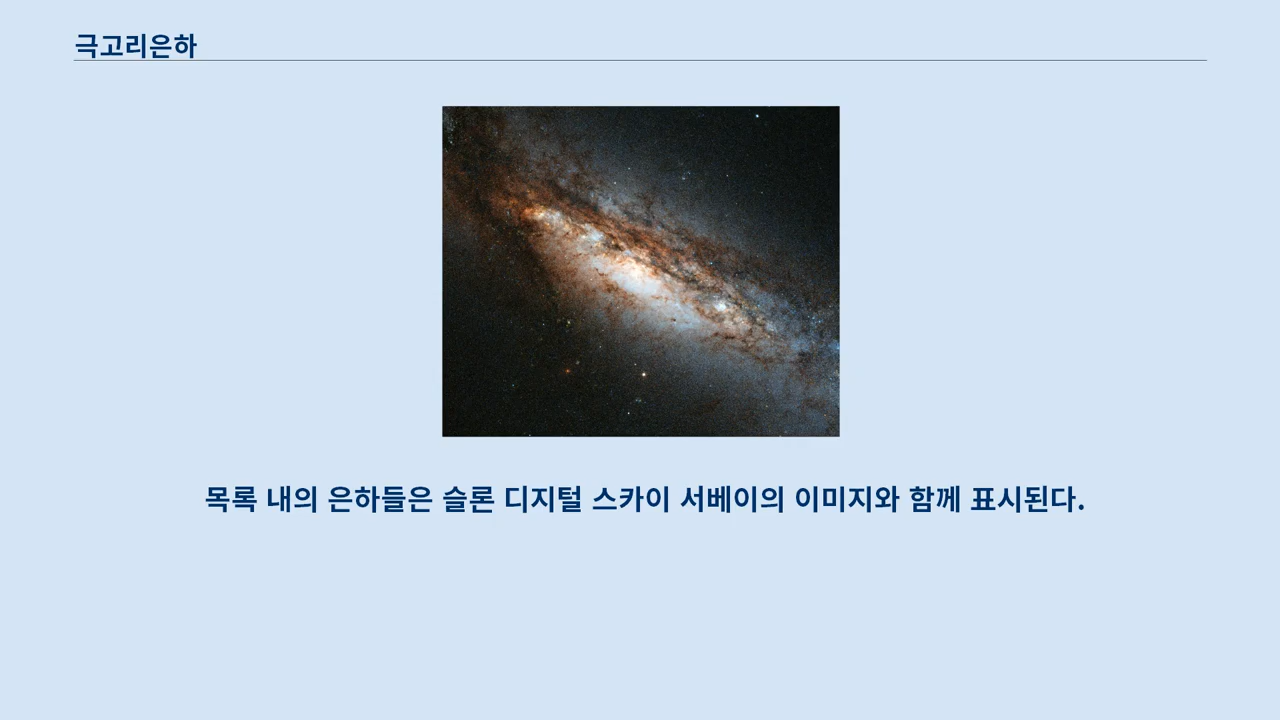 극고리은하
목록 내의 은하들은 슬론 디지털 스카이 서베이의 이미지와 함께 표시된다.